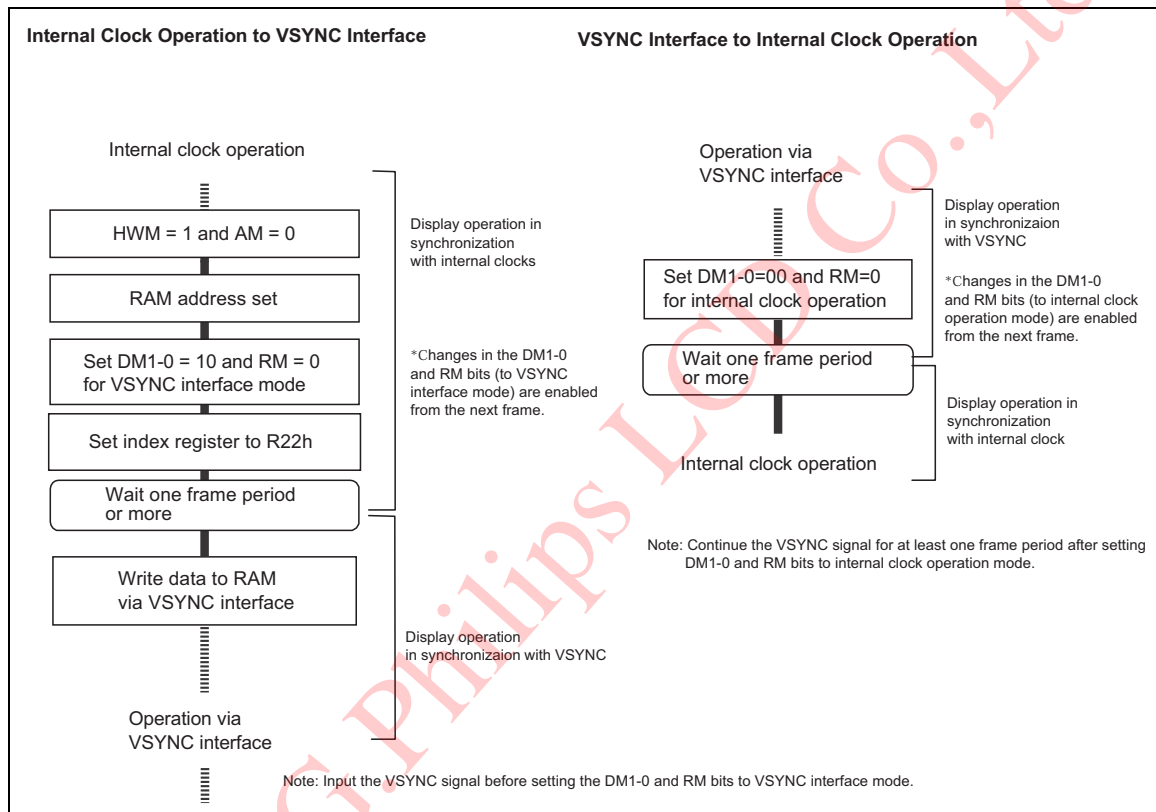 Internal Clock Operation to VSYNC Interface
Internal clock operation
HWM = 1 and AM = 0
RAM address set
Set DM1-0 = 10 and RM = 0
for VSYNC interface mode
Set index register to R22h
Wait one frame period
or more
Write data to RAM
via VSYNC interface
Operation via
VSYNC interface
Display operation in
synchronization
with internal clocks
*Changes in the DM1-0
and RM bits (to VSYNC
interface mode) are enabled
from the next frame.
Display operation
in synchronizaion with VSYNC
Note: Input the VSYNC signal before setting the DM1-0 and RM bits to VSYNC interface mode.
VSYNC Interface to Internal Clock Operation
Operation via
VSYNC interface
Set DM1-0=00 and RM=0
for internal clock operation
Wait one frame period
or more
Internal clock operation
Display operation
in synchronizaion
with VSYNC
*Changes in the DM1-0
and RM bits (to internal clock
operation mode) are enabled
from the next frame.
Display operation in
synchronization
with internal clock
Note: Continue the VSYNC signal for at least one frame period after setting
DM1-0 and RM bits to internal clock operation mode.
G.Philips LCD Co.,Ltd